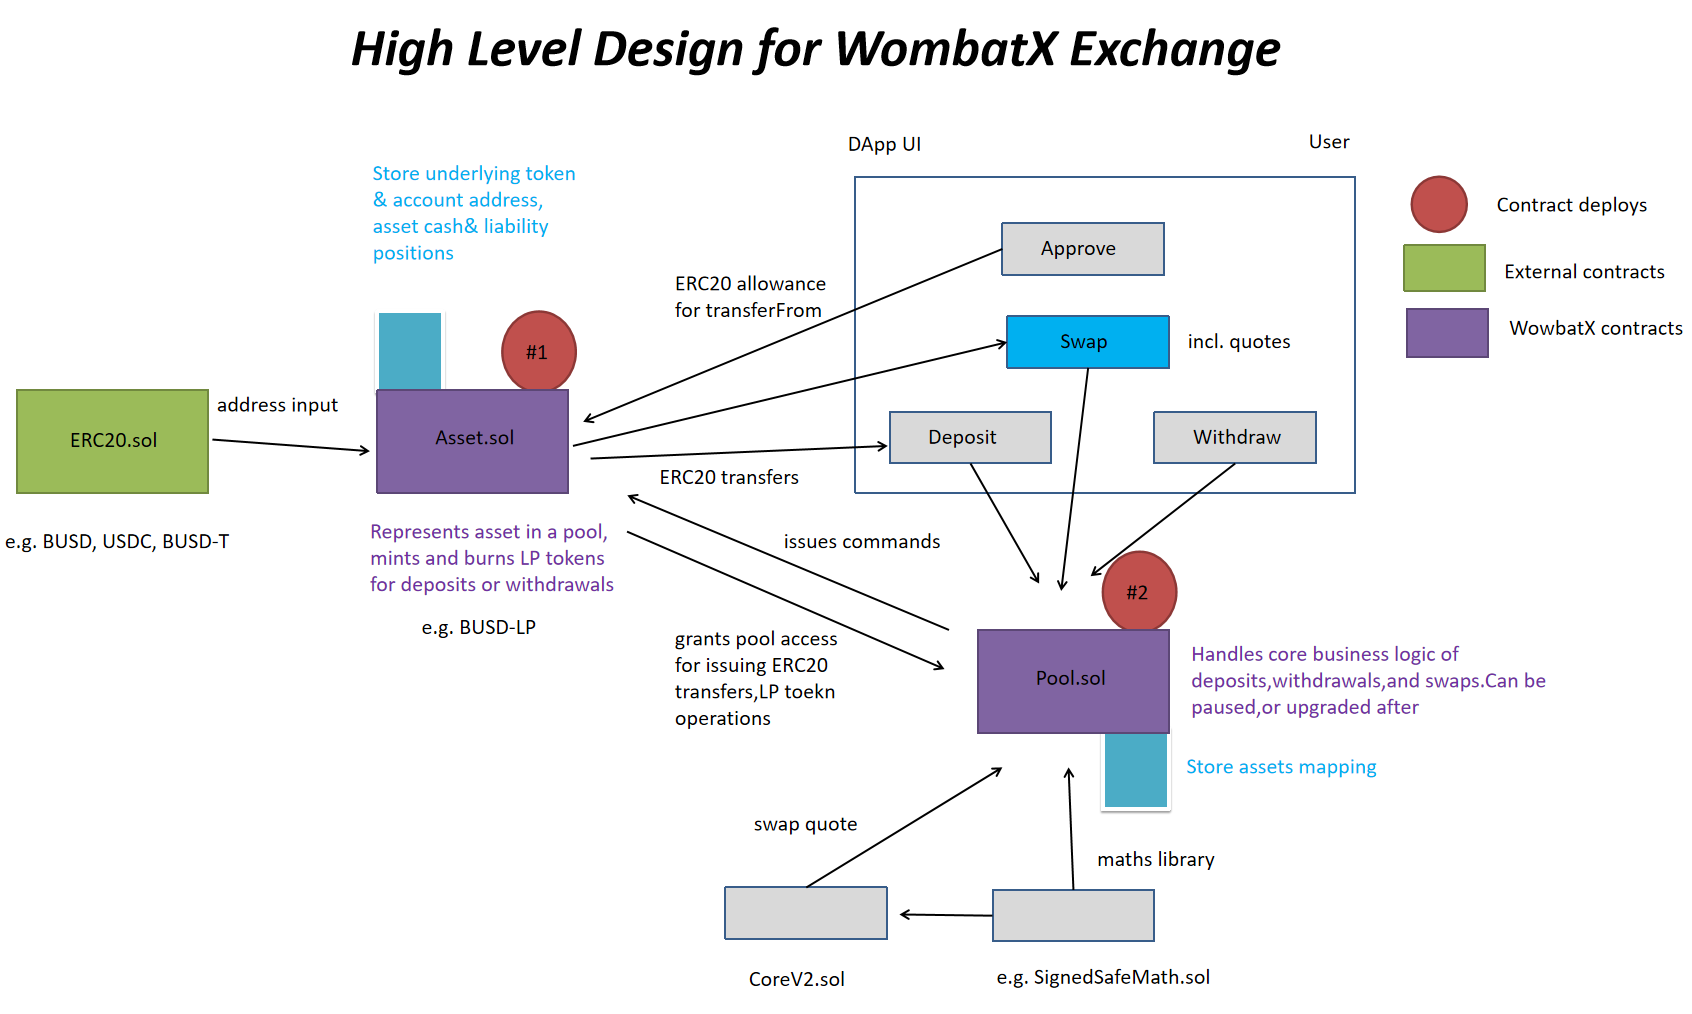 High Level Design for WombatX Exchange
DApp UI
User
Store underlying token
& account address,
asset cash& liability
positions
Contract deploys
External contracts
WowbatX contracts
Approve
ERC20 allowance
for transferFrom
Swap
incl. quotes
#1
address input
ERC20.sol
Asset.sol
Deposit
Withdraw
ERC20 transfers
e.g. BUSD, USDC, BUSD-T
Represents asset in a pool,
mints and burns LP tokens
for deposits or withdrawals
e.g. BUSD-LP
issues commands
#2
grants pool access
for issuing ERC20
transfers,LP toekn
operations
Pool.sol
Handles core business logic of
deposits,withdrawals,and swaps.Can be
paused,or upgraded after
Store assets mapping
swap quote
maths library
CoreV2.sol
e.g. SignedSafeMath.sol